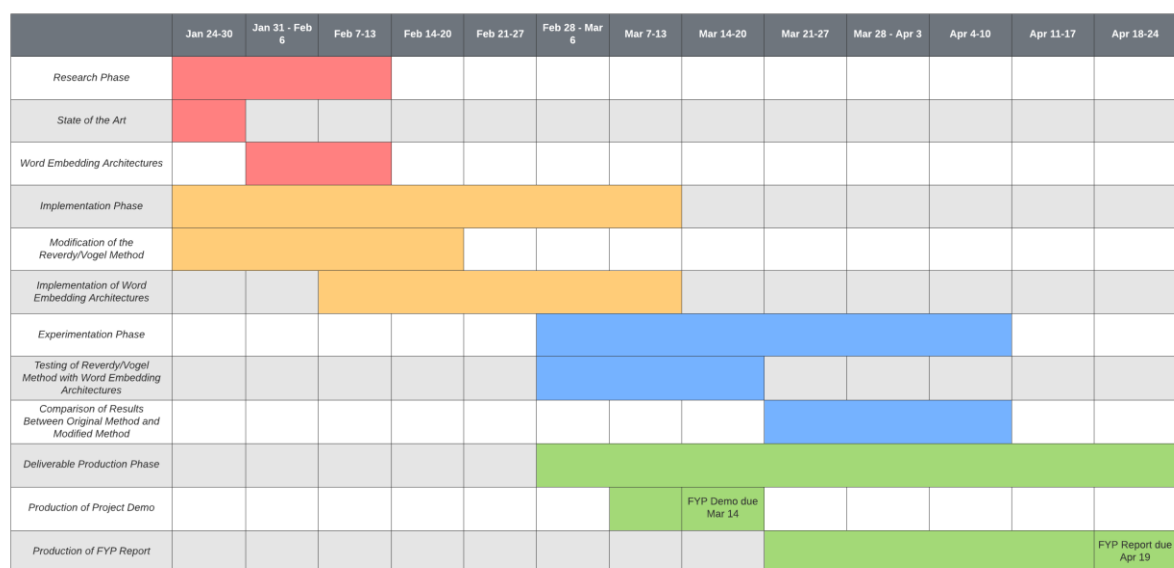 Jan 24-30
Jan 31 - Feb
6
Feb 7-13
Feb 14-20
Feb 21-27
Feb 28 - Mar
6
Mar 7-13
Mar 14-20
Mar 21-27
Mar 28 - Apr 3
Apr 4-10
Apr 11-17
Apr 18-24
Research Phase
State of the Art
Word Embedding Architectures
Implementation Phase
Modification of the
Reverdy/Vogel Method
Implementation of Word
Embedding Architectures
Experimentation Phase
Testing of Reverdy/Vogel
Method with Word Embedding
Architectures
Comparison of Results
Between Original Method and
Modified Method
Deliverable Production Phase
Production of Project Demo
FYP Demo due
Mar 14
Production of FYP Report
FYP Report due
Apr 19